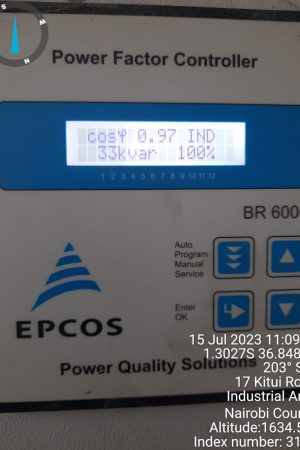 S
W
Power Factor Controller
cosφ 0.97 IND
33kvar 100%
1 2 3 4 5 6 7 8 9 10 11 12
BR 6000
Auto
Program
Manual
Service
Enter
OK
EPCOS
Power Quality Solutions
15 Jul 2023 11:09
1.3027S 36.848
203° S
17 Kitui Ro
Industrial Ar
Nairobi Coun
Altitude:1634.5
Index number: 31